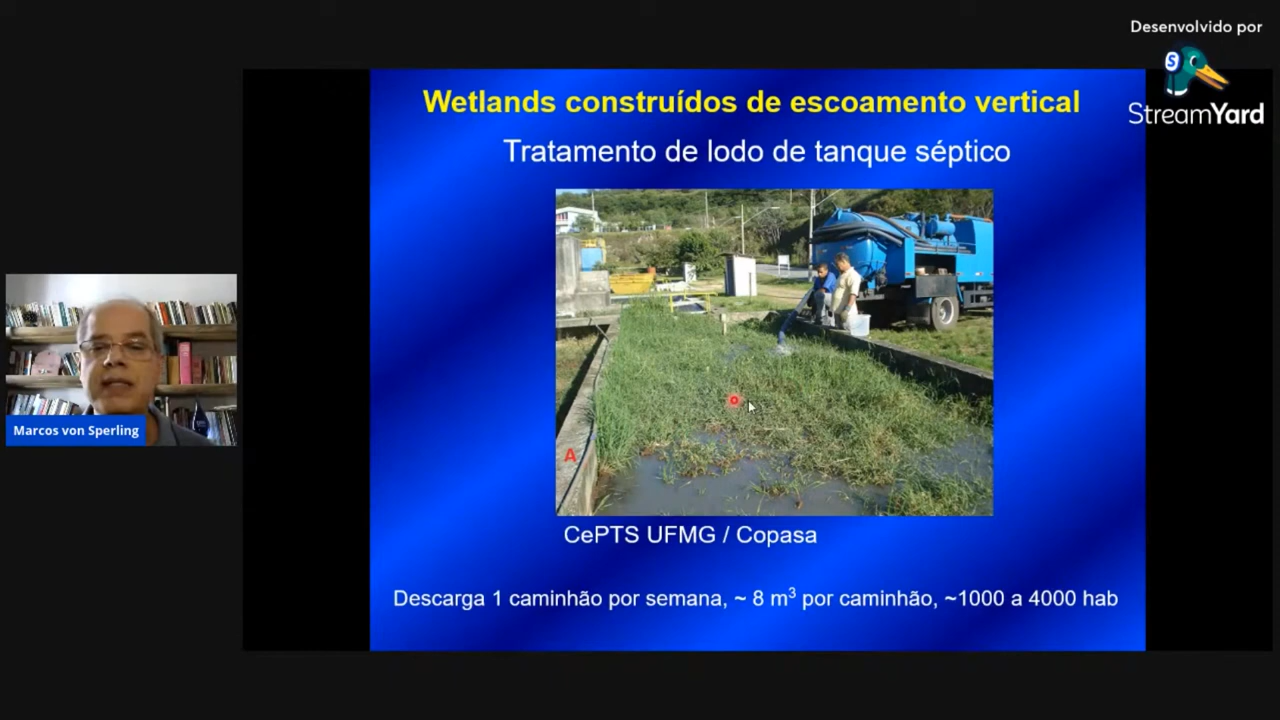 Desenvolvido por
S
StreamYard
Wetlands construídos de escoamento vertical
Tratamento de lodo de tanque séptico
A
CePTS UFMG / Copasa
Descarga 1 caminhão por semana, ~ 8 m³ por caminhão, ~1000 a 4000 hab
Marcos von Sperling